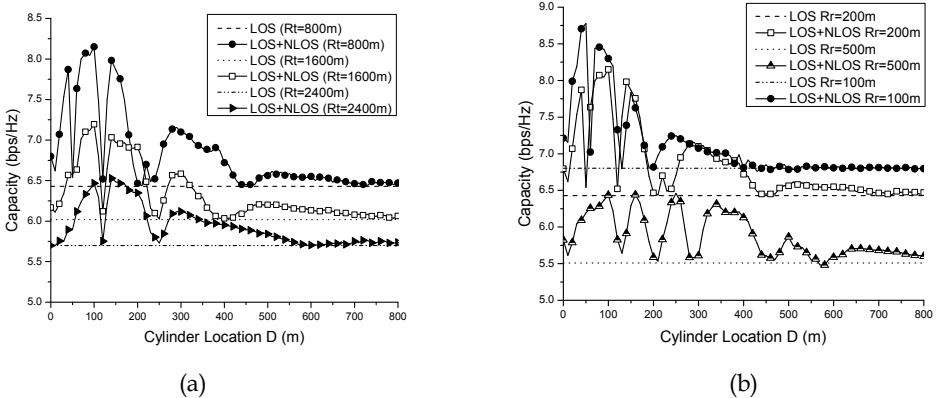 LOS (Rt=800m)
LOS+NLOS (Rt=800m)
LOS (Rt=1600m)
LOS+NLOS (Rt=1600m)
LOS (Rt=2400m)
LOS+NLOS (Rt=2400m)
8.5
8.0
7.5
7.0
6.5
6.0
5.5
5.0
Capacity (bps/Hz)
0 100 200 300 400 500 600 700 800
Cylinder Location D (m)
(a)
LOS Rr=200m
LOS+NLOS Rr=200m
LOS Rr=500m
LOS+NLOS Rr=500m
LOS Rr=100m
LOS+NLOS Rr=100m
9.0
8.5
8.0
7.5
7.0
6.5
6.0
5.5
5.0
Capacity (bps/Hz)
0 100 200 300 400 500 600 700 800
Cylinder Location D (m)
(b)